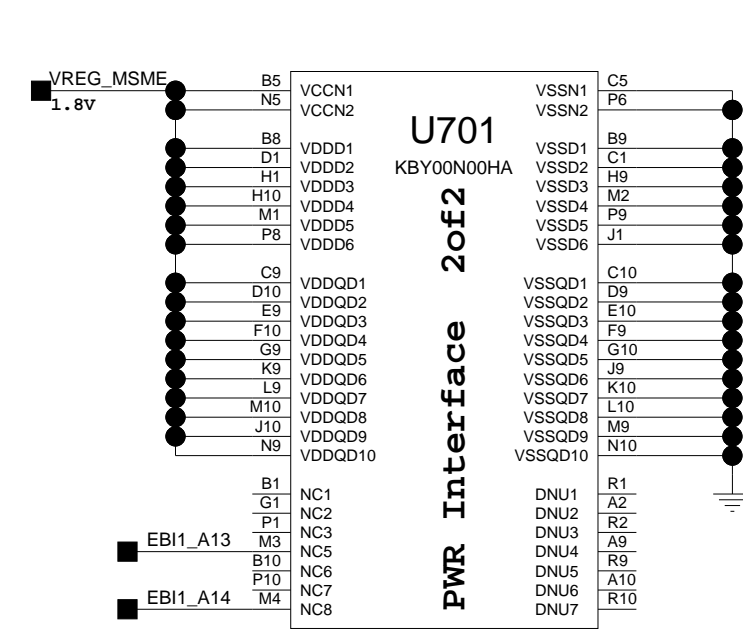 VREG_MSME
1.8V
U701
KBY00N00HA
PWR Interface 2of2
B5 VCCN1 VSSN1 C5
N5 VCCN2 VSSN2 P6
B8 VDDD1 VSSD1 B9
D1 VDDD2 VSSD2 C1
H1 VDDD3 VSSD3 H9
H10 VDDD4 VSSD4 M2
M1 VDDD5 VSSD5 P9
P8 VDDD6 VSSD6 J1
C9 VDDQD1 VSSQD1 C10
D10 VDDQD2 VSSQD2 D9
E9 VDDQD3 VSSQD3 E10
F10 VDDQD4 VSSQD4 F9
G9 VDDQD5 VSSQD5 G10
K9 VDDQD6 VSSQD6 J9
L9 VDDQD7 VSSQD7 K10
M10 VDDQD8 VSSQD8 L10
J10 VDDQD9 VSSQD9 M9
N9 VDDQD10 VSSQD10 N10
B1 NC1 DNU1 R1
G1 NC2 DNU2 A2
P1 NC3 DNU3 R2
EBI1_A13 M3 NC5 DNU4 A9
B10 NC6 DNU5 R9
P10 NC7 DNU6 A10
EBI1_A14 M4 NC8 DNU7 R10